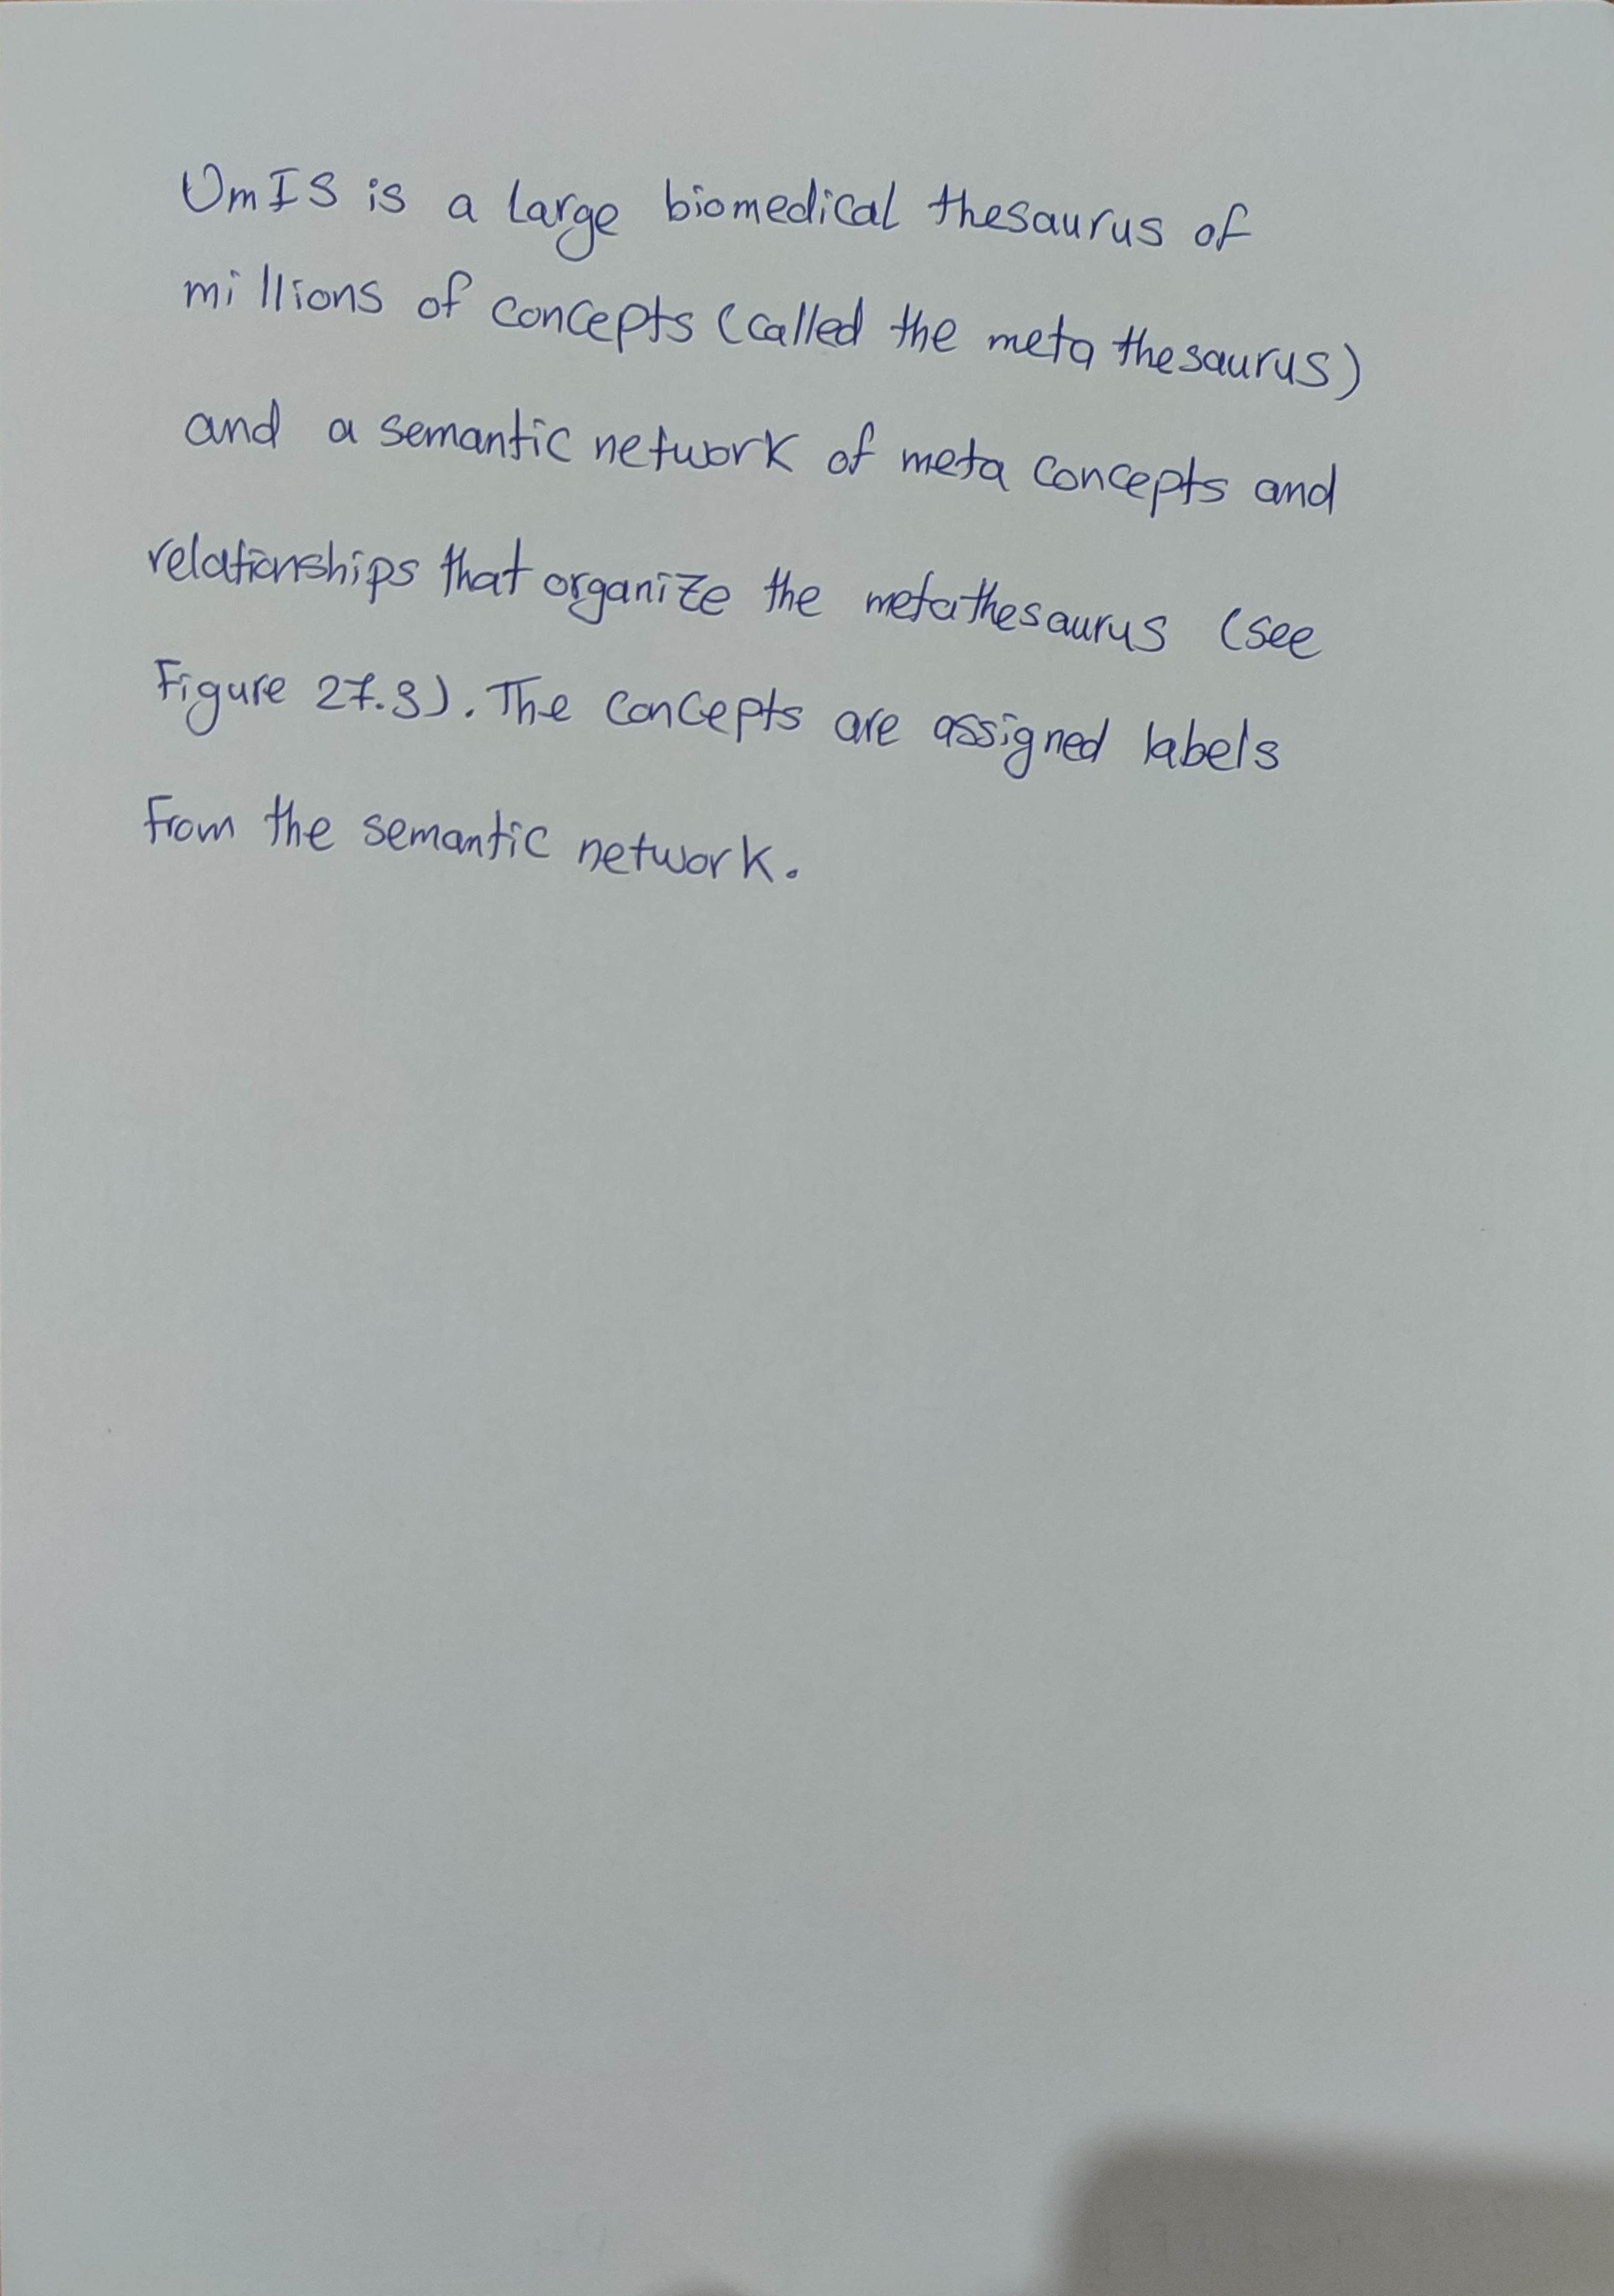 UmIS is a large biomedical thesaurus of
millions of concepts (called the meta thesaurus)
and a semantic network of meta concepts and
relationships that organize the metathesaurus (see
Figure 27.3). The concepts are assigned labels
from the semantic network.